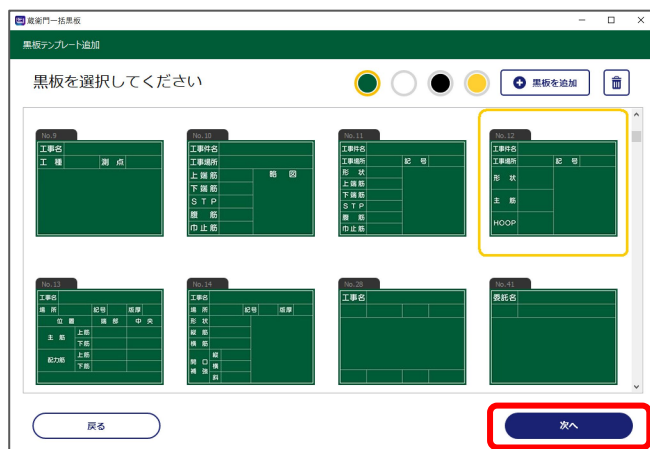 蔵衛門一括黒板
黒板テンプレート追加
黒板を選択してください
黒板を追加
No.9
工事名
工 種 測 点
No.10
工事件名
工事場所
上端筋 略 図
下端筋
STP
腹 筋
巾止筋
No.11
工事件名
工事場所 記 号
形 状
上端筋
下端筋
STP
腹 筋
巾止筋
No.12
工事件名
工事場所 記 号
形 状
主 筋
HOOP
No.13
工事名
場 所 記号 版厚
位 置 端 部 中 央
主 筋 上筋
下筋
配力筋 上筋
下筋
No.14
工事名
場 所 記号 版厚
形 状
縦 筋
横 筋
開 口 補 強 縦
横
斜
No.28
工事名
No.41
委託名
戻る
次へ